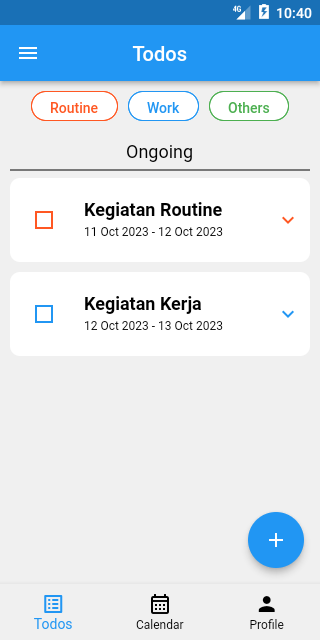 4G 10:40
Todos
Routine Work Others
Ongoing
Kegiatan Routine
11 Oct 2023 - 12 Oct 2023
Kegiatan Kerja
12 Oct 2023 - 13 Oct 2023
Todos Calendar Profile